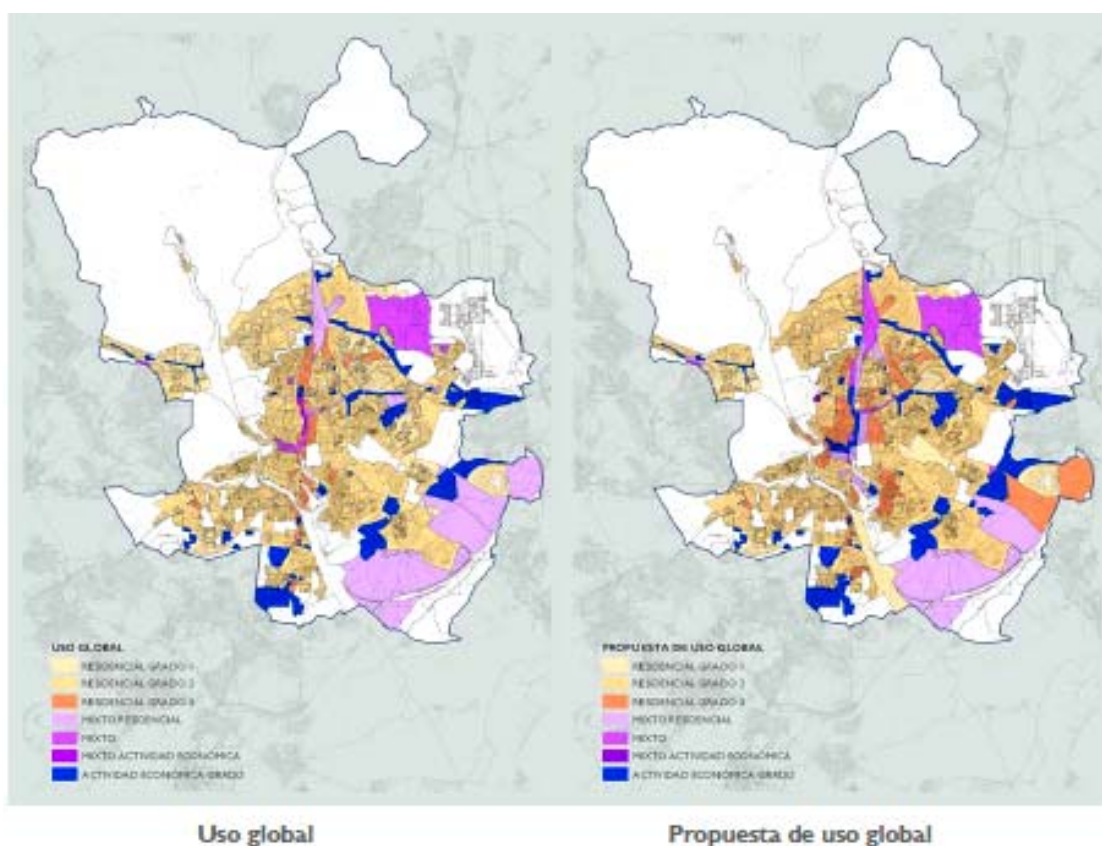 USO GLOBAL
RESIDENCIAL GRADO 1
RESIDENCIAL GRADO 2
RESIDENCIAL GRADO 3
MIXTO RESIDENCIAL
MIXTO
MIXTO ACTIVIDAD ECONÓMICA
ACTIVIDAD ECONÓMICA GRADO
PROPUESTA DE USO GLOBAL
RESIDENCIAL GRADO 1
RESIDENCIAL GRADO 2
RESIDENCIAL GRADO 3
MIXTO RESIDENCIAL
MIXTO
MIXTO ACTIVIDAD ECONÓMICA
ACTIVIDAD ECONÓMICA GRADO
Uso global
Propuesta de uso global